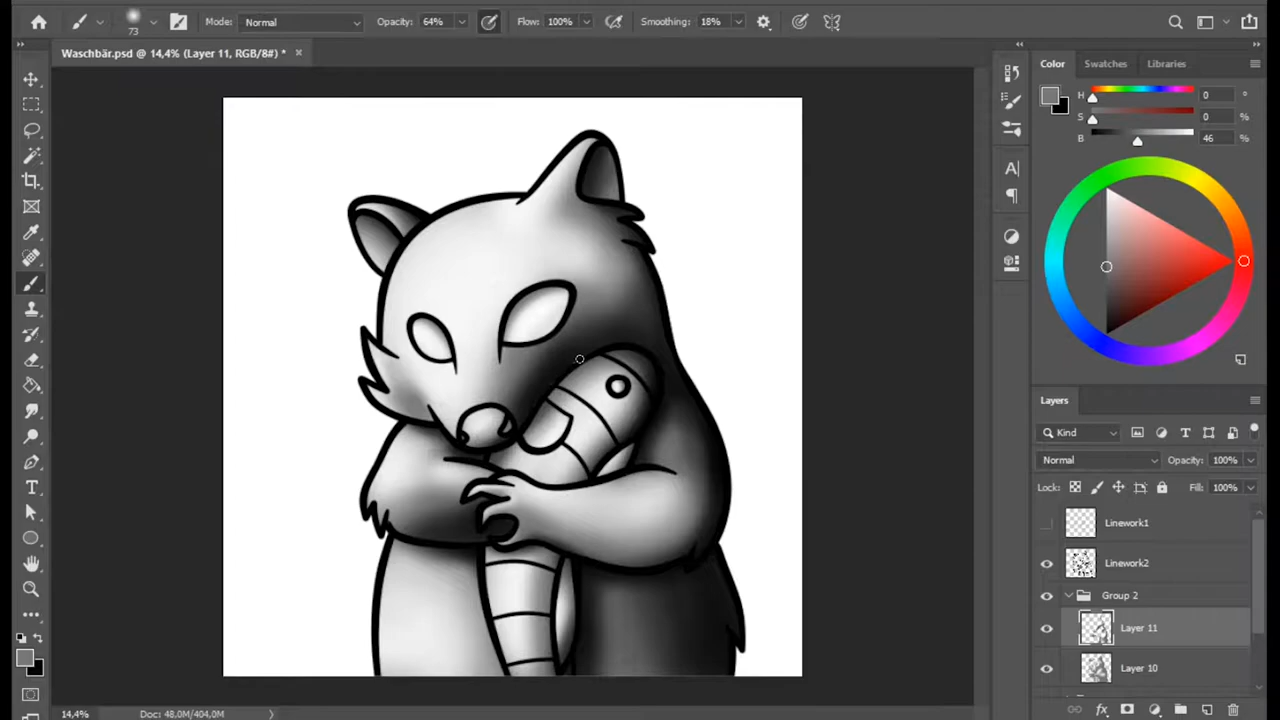 Mode: Normal Opacity: 64% Flow: 100% Smoothing: 18%
73
Waschbär.psd @ 14,4% (Layer 11, RGB/8#) *
Color Swatches Libraries
H 0 °
S 0 %
B 46 %
Layers
Kind
Normal Opacity: 100%
Lock: Fill: 100%
Linework1
Linework2
Group 2
Layer 11
Layer 10
14,4% Doc: 48,0M/404,0M